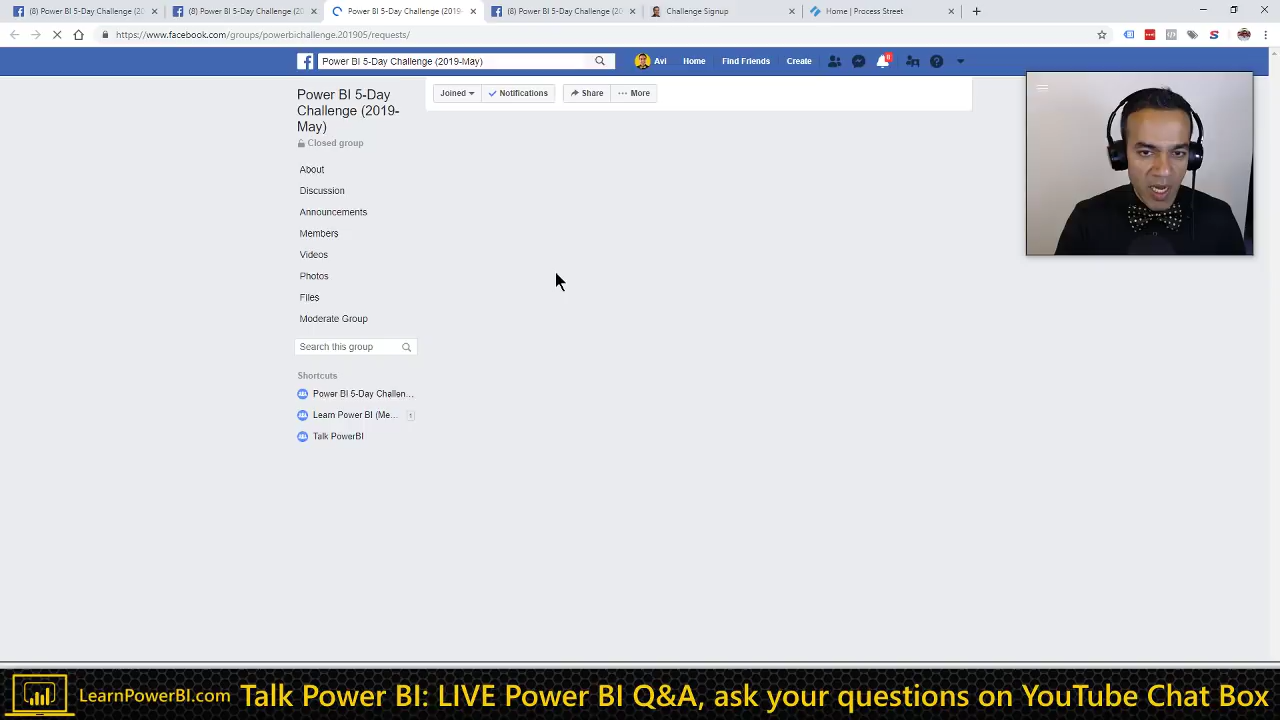 (8) Power BI 5-Day Challenge (20
(8) Power BI 5-Day Challenge (20
Power BI 5-Day Challenge (2019-
(8) Power BI 5-Day Challenge (20
Challenge Signup
Home | Process Street
https://www.facebook.com/groups/powerbichallenge.201905/requests/
Power BI 5-Day Challenge (2019-May)
Avi
Home
Find Friends
Create
8
Power BI 5-Day
Challenge (2019-
May)
Closed group
Joined
Notifications
Share
More
About
Discussion
Announcements
Members
Videos
Photos
Files
Moderate Group
Search this group
Shortcuts
Power BI 5-Day Challen...
Learn Power BI (Me...
Talk PowerBI
LearnPowerBI.com
Talk Power BI: LIVE Power BI Q&A, ask your questions on YouTube Chat Box